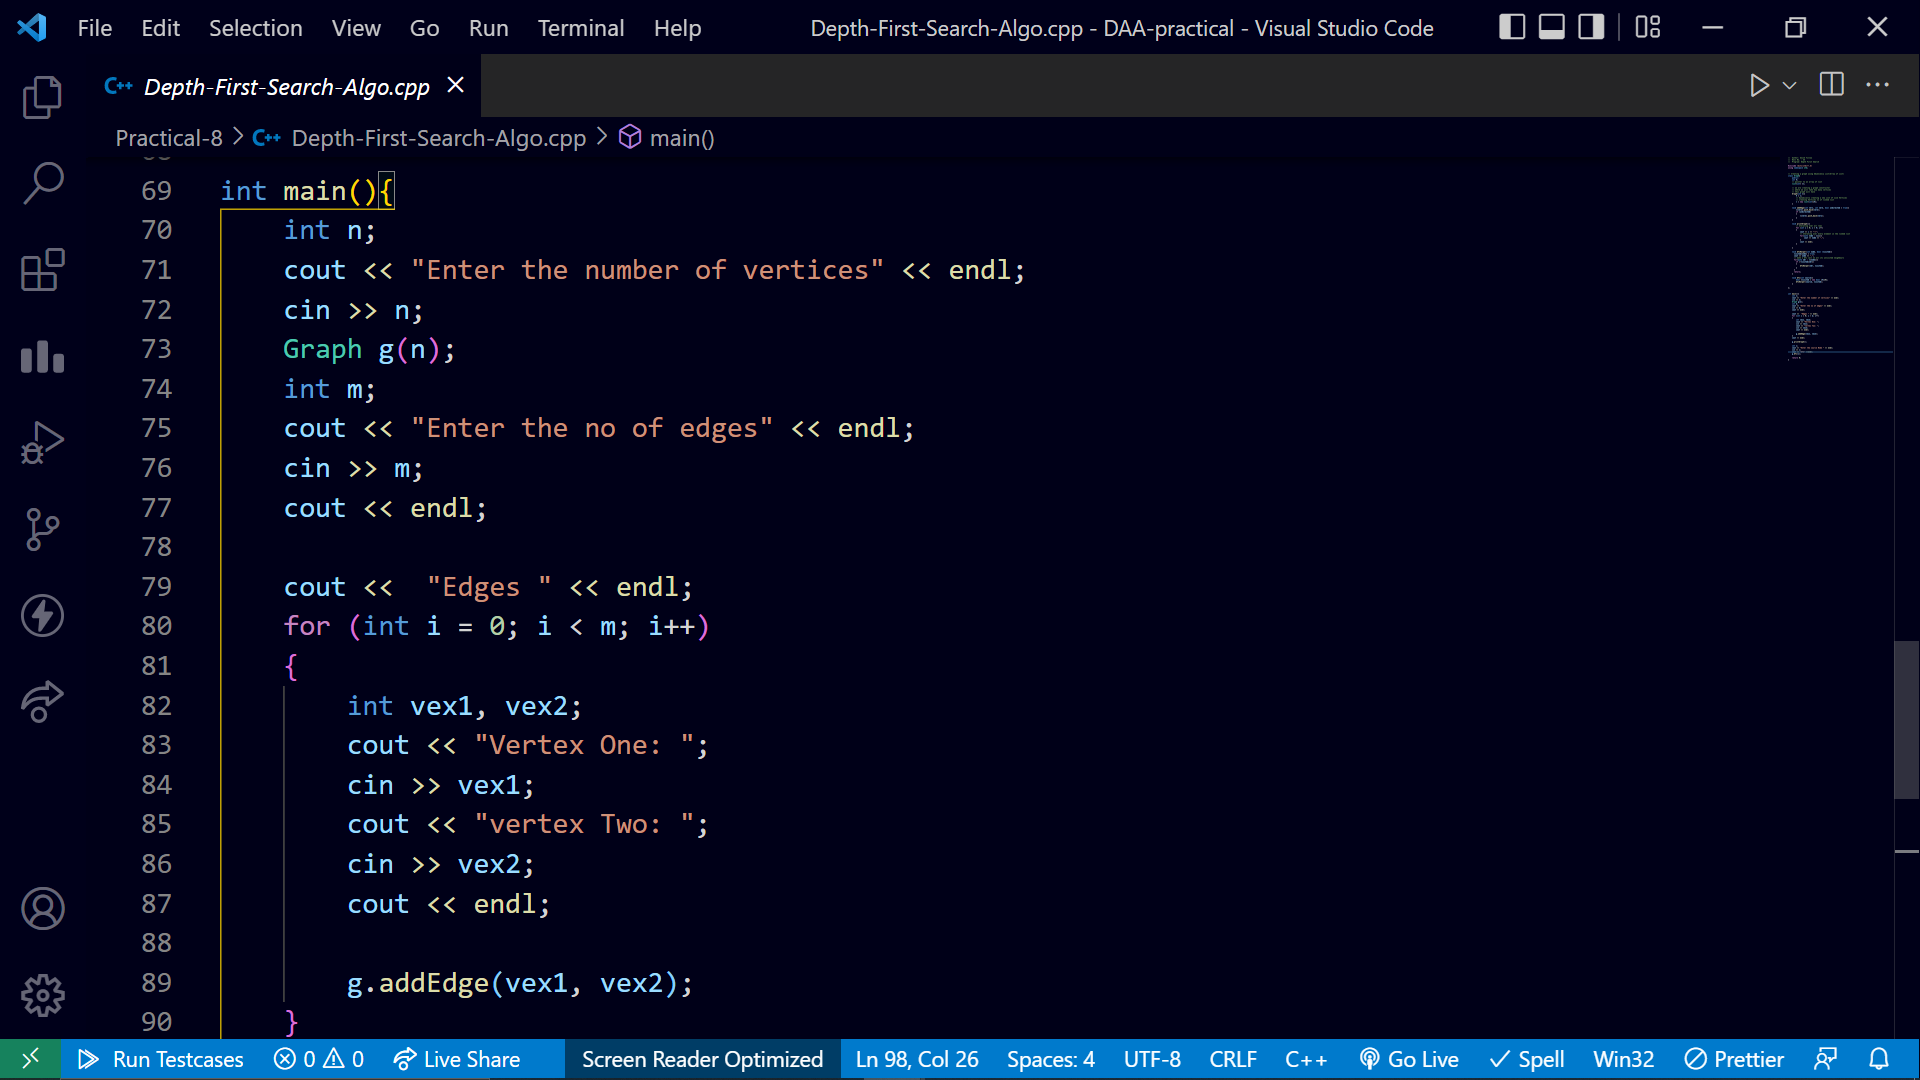 File Edit Selection View Go Run Terminal Help Depth-First-Search-Algo.cpp - DAA-practical - Visual Studio Code
C++ Depth-First-Search-Algo.cpp
Practical-8 > C++ Depth-First-Search-Algo.cpp > main()
69 int main(){
70 int n;
71 cout << "Enter the number of vertices" << endl;
72 cin >> n;
73 Graph g(n);
74 int m;
75 cout << "Enter the no of edges" << endl;
76 cin >> m;
77 cout << endl;
78
79 cout <<  "Edges " << endl;
80 for (int i = 0; i < m; i++)
81 {
82 int vex1, vex2;
83 cout << "Vertex One: ";
84 cin >> vex1;
85 cout << "vertex Two: ";
86 cin >> vex2;
87 cout << endl;
88
89 g.addEdge(vex1, vex2);
90 }
Run Testcases 0 0 Live Share Screen Reader Optimized Ln 98, Col 26 Spaces: 4 UTF-8 CRLF C++ Go Live Spell Win32 Prettier